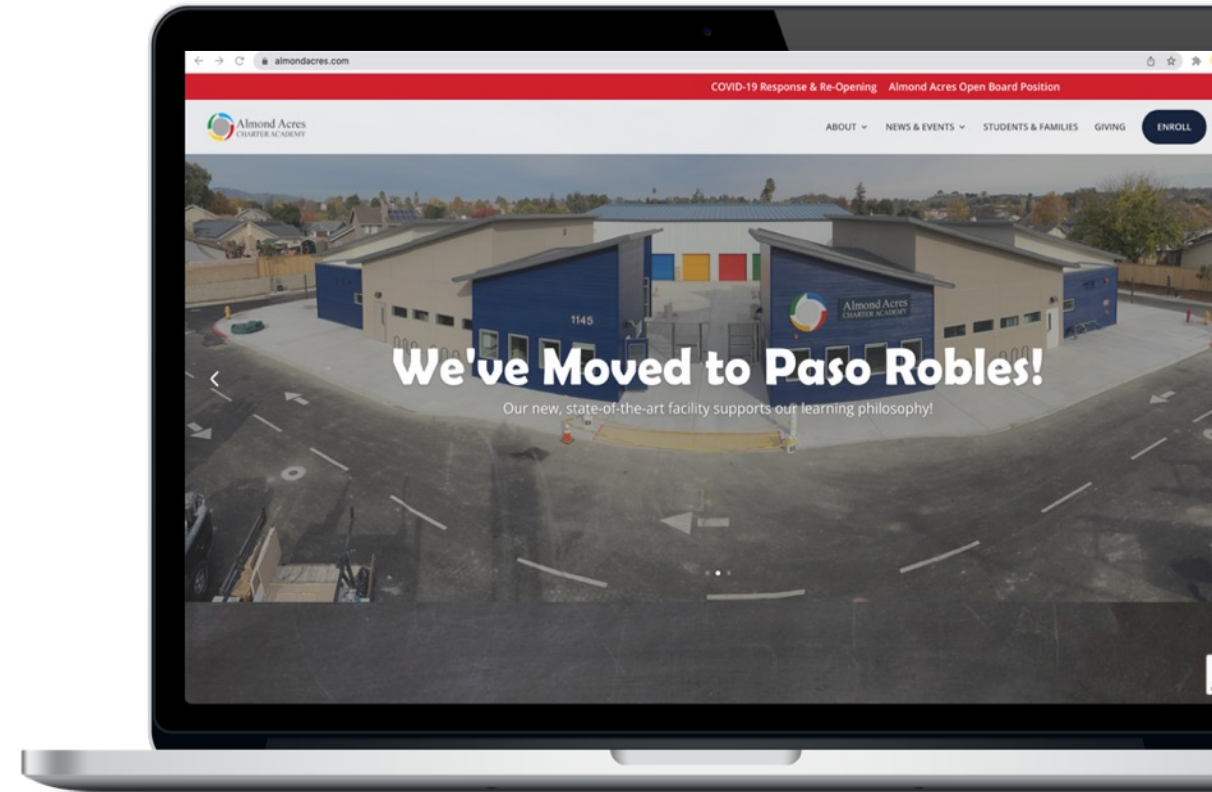 almondacres.com
COVID-19 Response & Re-Opening Almond Acres Open Board Position
Almond Acres
CHARTER ACADEMY
ABOUT NEWS & EVENTS STUDENTS & FAMILIES GIVING ENROLL
1145
Almond Acres
CHARTER ACADEMY
We've Moved to Paso Robles!
Our new, state-of-the-art facility supports our learning philosophy!